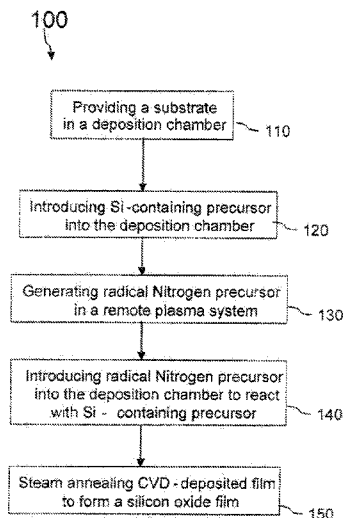 100
Providing a substrate
in a deposition chamber
110
Introducing Si-containing precursor
into the deposition chamber
120
Generating radical Nitrogen precursor
in a remote plasma system
130
Introducing radical Nitrogen precursor
into the deposition chamber to react
with Si - containing precursor
140
Steam annealing CVD - deposited film
to form a silicon oxide film
150